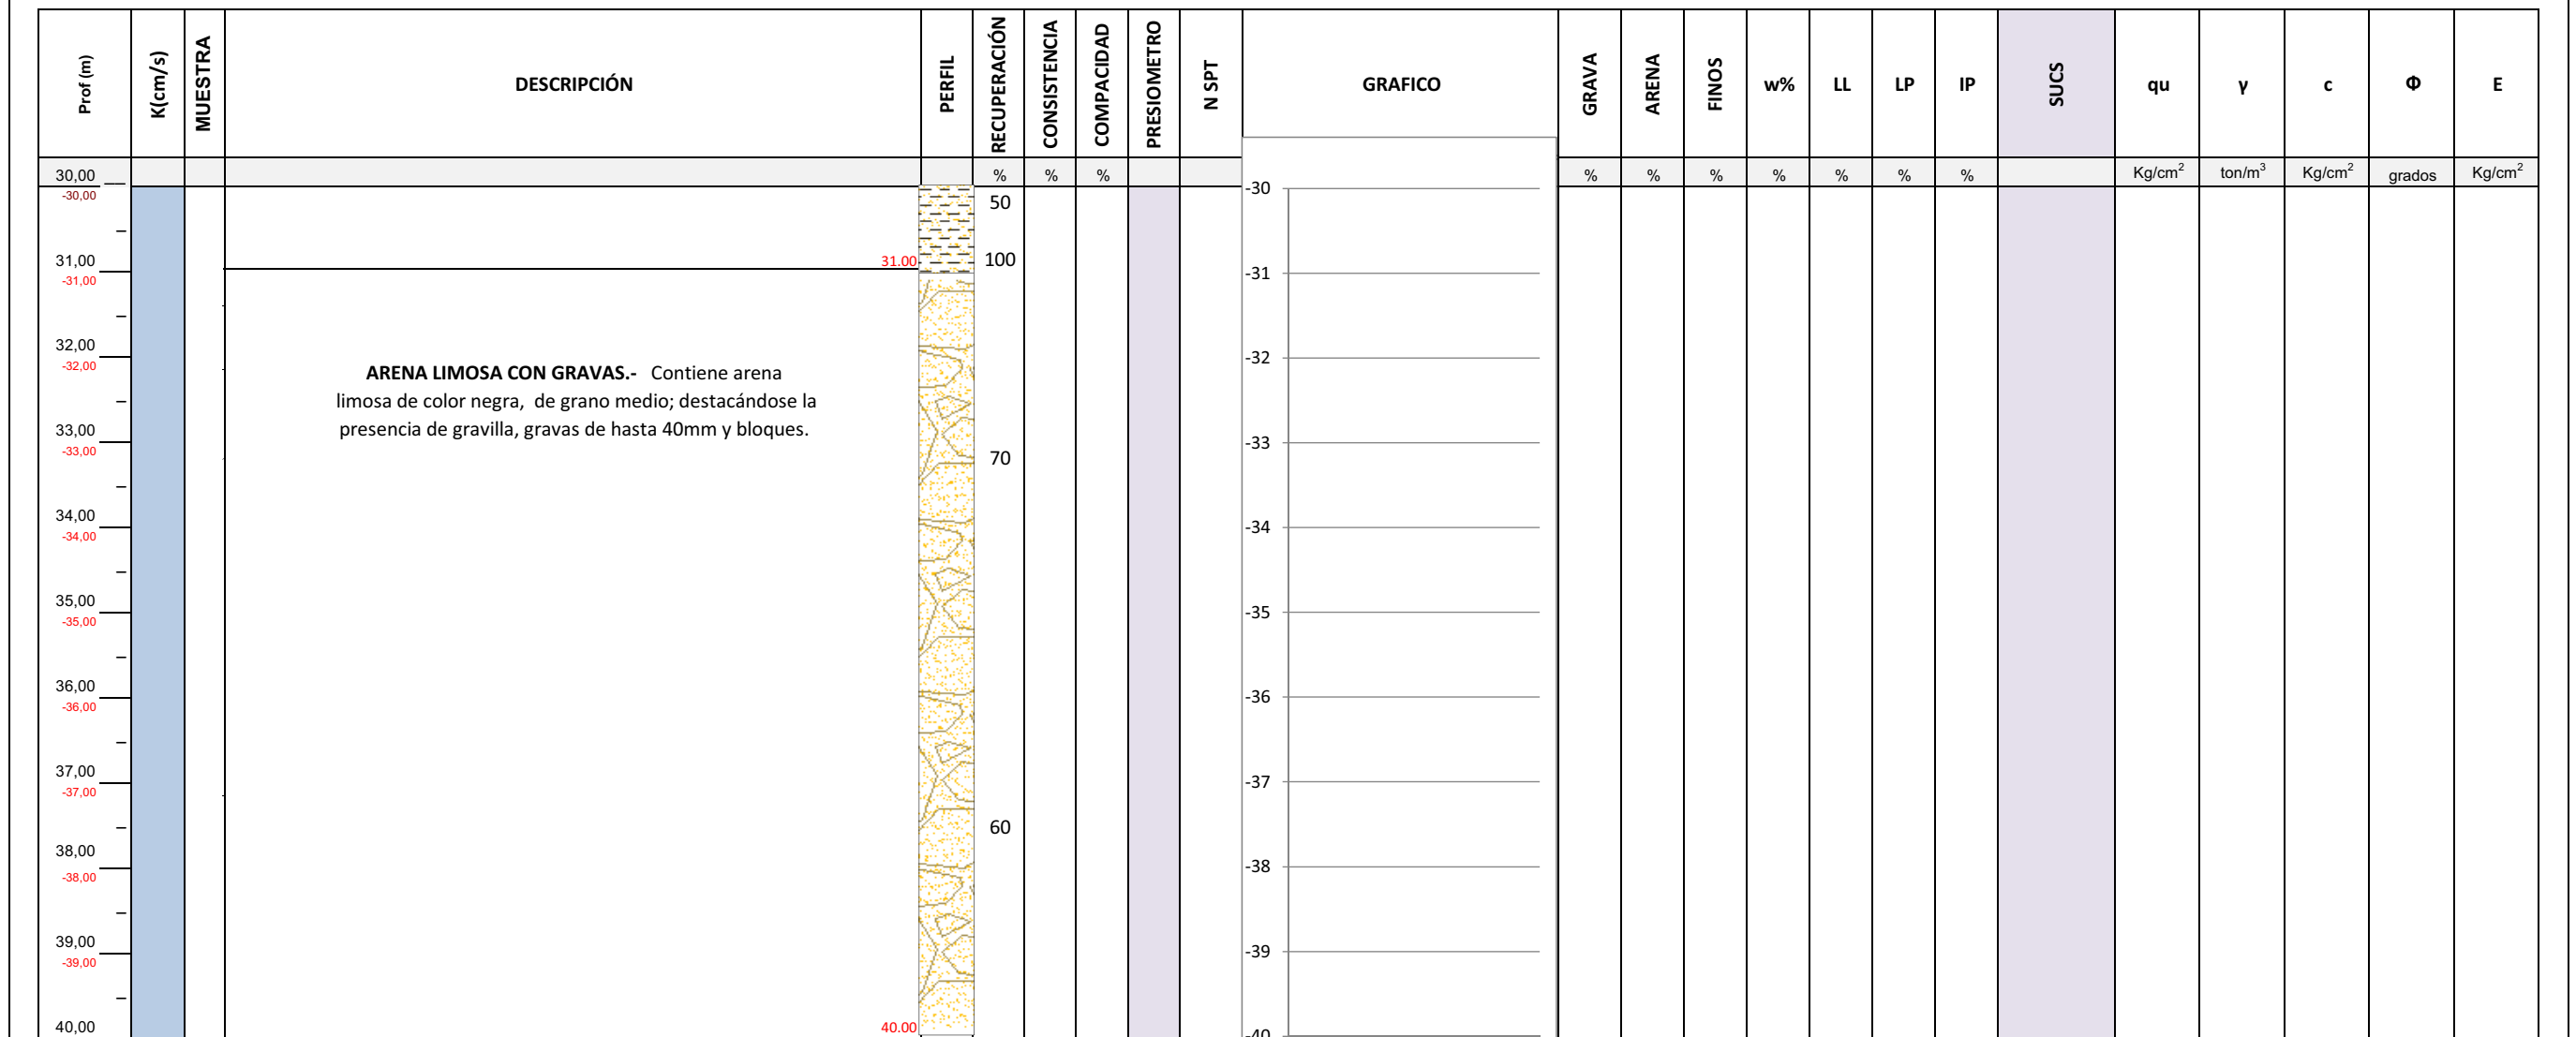 Prof (m) K(cm/s) MUESTRA DESCRIPCIÓN PERFIL RECUPERACIÓN CONSISTENCIA COMPACIDAD PRESIOMETRO N SPT GRAFICO GRAVA ARENA FINOS w% LL LP IP SUCS qu γ c Φ E
30,00 % % % % % % % % % % Kg/cm² ton/m³ Kg/cm² grados Kg/cm²
-30,00 50 -30
31,00 31.00 100
-31,00 -31
32,00 -32
-32,00
ARENA LIMOSA CON GRAVAS.- Contiene arena
limosa de color negra, de grano medio; destacándose la
presencia de gravilla, gravas de hasta 40mm y bloques.
33,00 -33
-33,00 70
34,00 -34
-34,00
35,00 -35
-35,00
36,00 -36
-36,00
37,00 -37
-37,00
60
38,00 -38
-38,00
39,00 -39
-39,00
40,00 40.00 -40